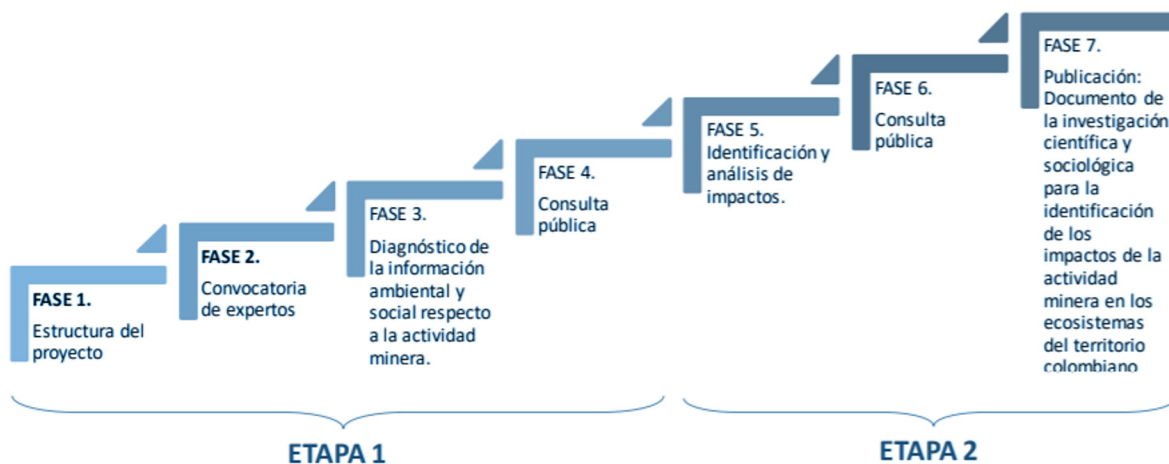 FASE 1.
Estructura del
proyecto
FASE 2.
Convocatoria
de expertos
FASE 3.
Diagnóstico de
la información
ambiental y
social respecto
a la actividad
minera.
FASE 4.
Consulta
pública
FASE 5.
Identificación y
análisis de
impactos.
FASE 6.
Consulta
pública
FASE 7.
Publicación:
Documento de
la investigación
científica y
sociológica
para la
identificación
de los
impactos de la
actividad
minera en los
ecosistemas
del territorio
colombiano
ETAPA 1
ETAPA 2